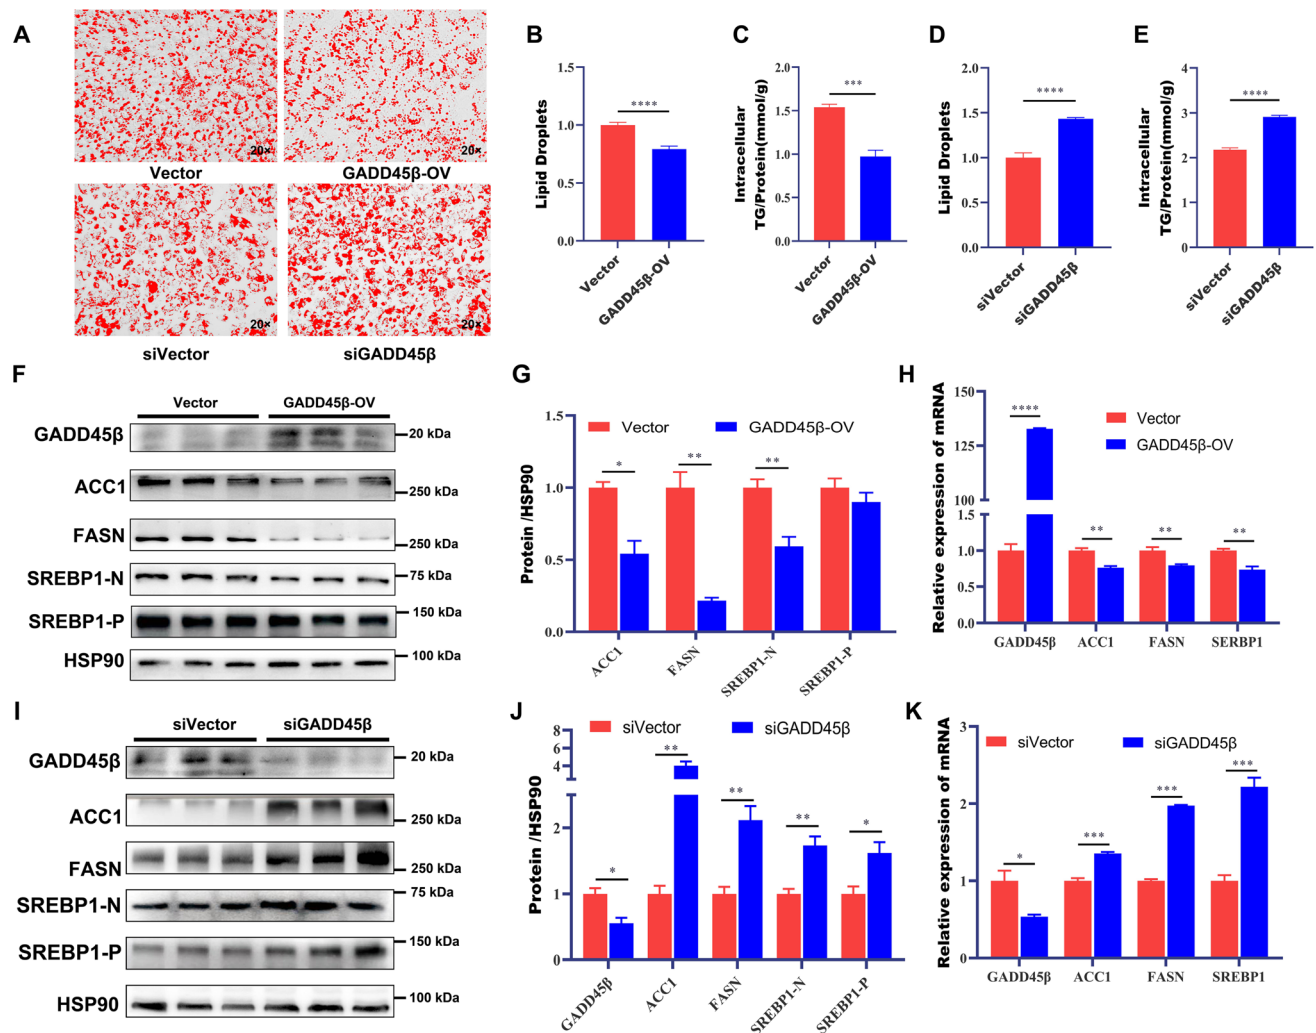 A
20×
20×
Vector
GADD45β-OV
20×
20×
siVector
siGADD45β
B
Lipid Droplets
1.5
1.0
0.5
0.0
****
Vector
GADD45β-OV
C
Intracellular
TG/Protein(mmol/g)
2.0
1.5
1.0
0.5
0.0
***
Vector
GADD45β-OV
D
Lipid Droplets
2.0
1.5
1.0
0.5
0.0
****
siVector
siGADD45β
E
Intracellular
TG/Protein(mmol/g)
4
3
2
1
0
****
siVector
siGADD45β
F
Vector
GADD45β-OV
GADD45β
20 kDa
ACC1
250 kDa
FASN
250 kDa
SREBP1-N
75 kDa
SREBP1-P
150 kDa
HSP90
100 kDa
G
Protein /HSP90
1.5
1.0
0.5
0.0
Vector
GADD45β-OV
*
**
**
ACC1
FASN
SREBP1-N
SREBP1-P
H
Relative expression of mRNA
150
125
100
1.5
1.0
0.5
0.0
Vector
GADD45β-OV
****
**
**
**
GADD45β
ACC1
FASN
SERBP1
I
siVector
siGADD45β
GADD45β
20 kDa
ACC1
250 kDa
FASN
250 kDa
SREBP1-N
75 kDa
SREBP1-P
150 kDa
HSP90
100 kDa
J
Protein /HSP90
8
6
4
2
1
0
siVector
siGADD45β
*
**
**
**
*
GADD45β
ACC1
FASN
SREBP1-N
SREBP1-P
K
Relative expression of mRNA
3
2
1
0
siVector
siGADD45β
*
***
***
***
GADD45β
ACC1
FASN
SREBP1